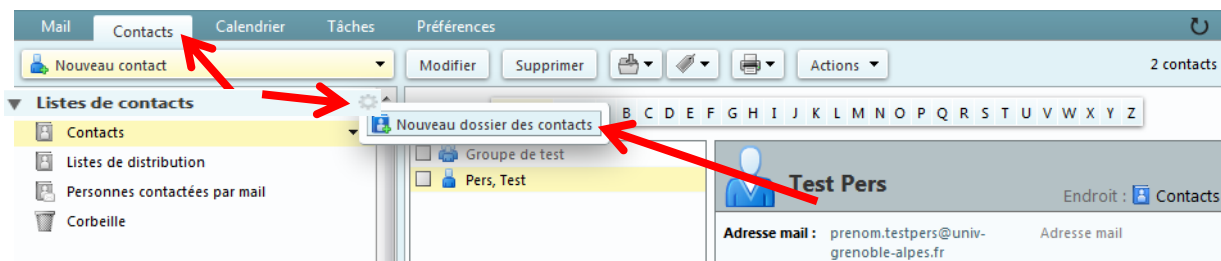 Mail Contacts Calendrier Tâches Préférences
Nouveau contact Modifier Supprimer Actions 2 contacts
Listes de contacts
B C D E F G H I J K L M N O P Q R S T U V W X Y Z
Nouveau dossier des contacts
Contacts
Groupe de test
Listes de distribution
Pers, Test
Test Pers
Personnes contactées par mail
Endroit : Contacts
Corbeille
Adresse mail : prenom.testpers@univ- Adresse mail
grenoble-alpes.fr